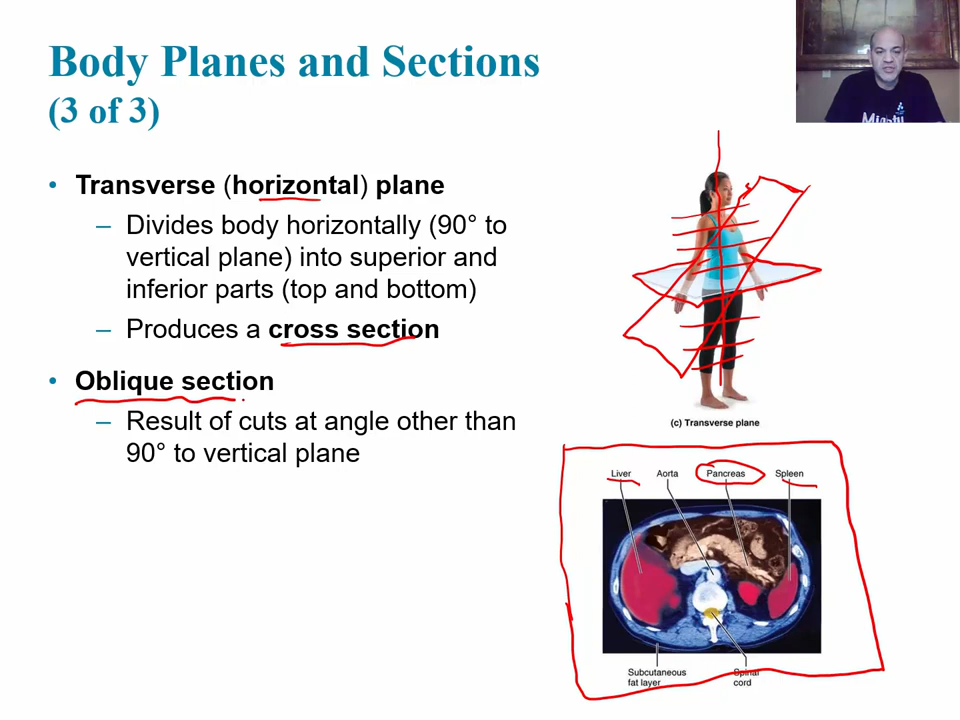 Body Planes and Sections
(3 of 3)
• Transverse (horizontal) plane
– Divides body horizontally (90° to
vertical plane) into superior and
inferior parts (top and bottom)
– Produces a cross section
• Oblique section
– Result of cuts at angle other than
90° to vertical plane
(c) Transverse plane
Liver Aorta Pancreas Spleen
Subcutaneous
fat layer
Spinal
cord
Mighty